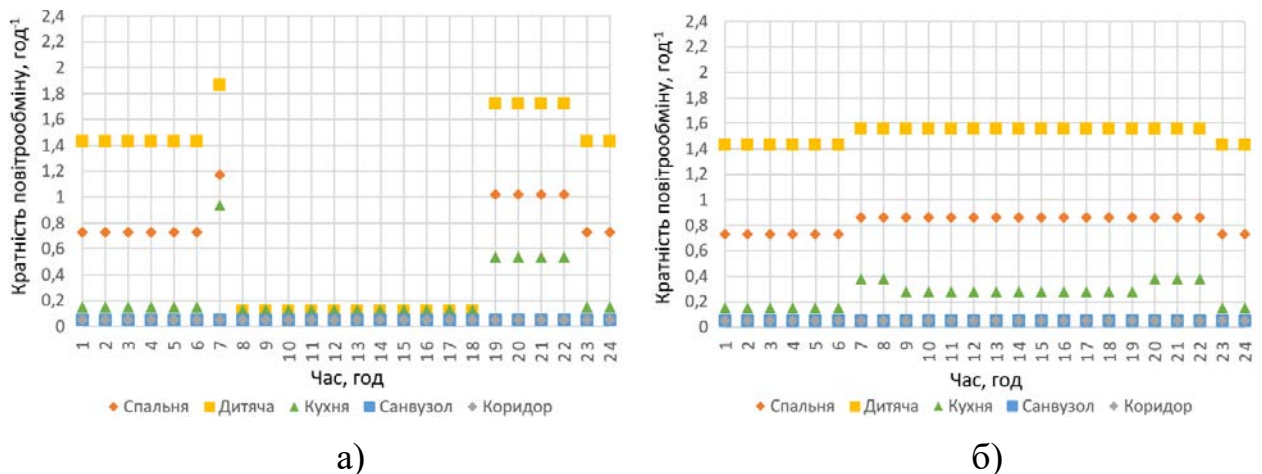 Кратність повітрообміну, год-1
2,4
2,2
2
1,8
1,6
1,4
1,2
1
0,8
0,6
0,4
0,2
0
1 2 3 4 5 6 7 8 9 10 11 12 13 14 15 16 17 18 19 20 21 22 23 24
Час, год
Спальня Дитяча Кухня Санвузол Коридор
а)
Кратність повітрообміну, год-1
2,4
2,2
2
1,8
1,6
1,4
1,2
1
0,8
0,6
0,4
0,2
0
1 2 3 4 5 6 7 8 9 10 11 12 13 14 15 16 17 18 19 20 21 22 23 24
Час, год
Спальня Дитяча Кухня Санвузол Коридор
б)